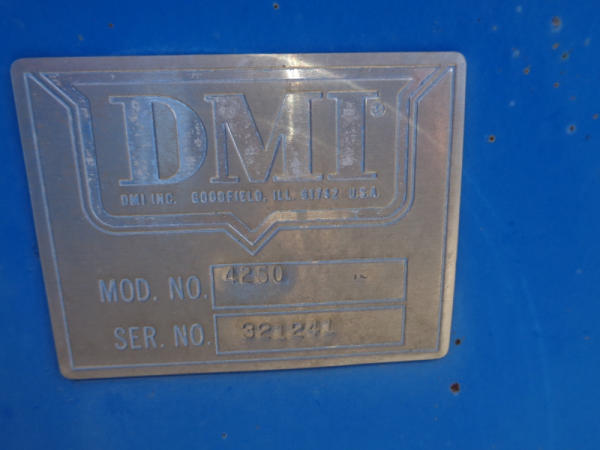 DMI®
DMI INC. GOODFIELD, ILL. 61742 U.S.A.
MOD. NO. 4250
SER. NO. 321241